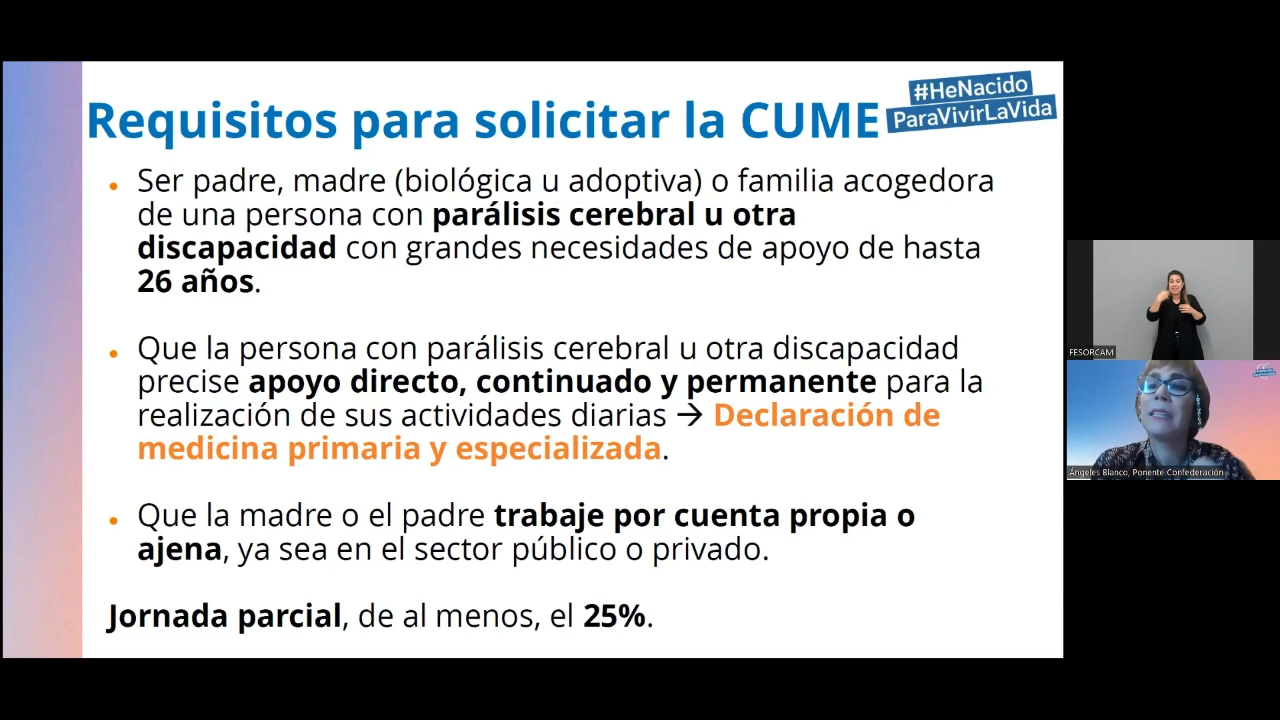 Requisitos para solicitar la CUME
#HeNacido
ParaVivirLaVida
• Ser padre, madre (biológica u adoptiva) o familia acogedora
de una persona con parálisis cerebral u otra
discapacidad con grandes necesidades de apoyo de hasta
26 años.
• Que la persona con parálisis cerebral u otra discapacidad
precise apoyo directo, continuado y permanente para la
realización de sus actividades diarias → Declaración de
medicina primaria y especializada.
• Que la madre o el padre trabaje por cuenta propia o
ajena, ya sea en el sector público o privado.
Jornada parcial, de al menos, el 25%.
FESORCAM
Ángeles Blanco, Ponente Confederación